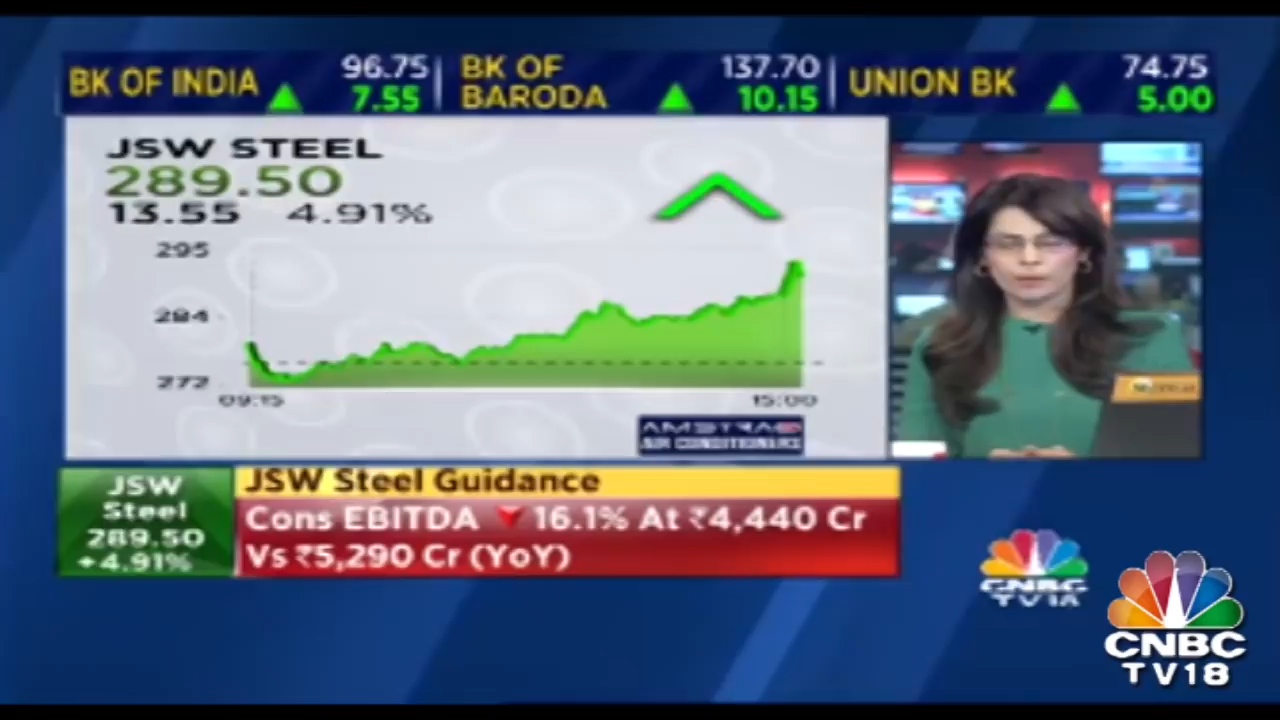 BK OF INDIA 96.75 7.55
BK OF BARODA 137.70 10.15
UNION BK 74.75 5.00
JSW STEEL
289.50
13.55 4.91%
295
284
272
09:15 15:00
AIR CONDITIONERS
JSW
Steel
289.50
+4.91%
JSW Steel Guidance
Cons EBITDA ▼ 16.1% At ₹4,440 Cr
Vs ₹5,290 Cr (YoY)
CNBC
TV18
CNBC
TV18